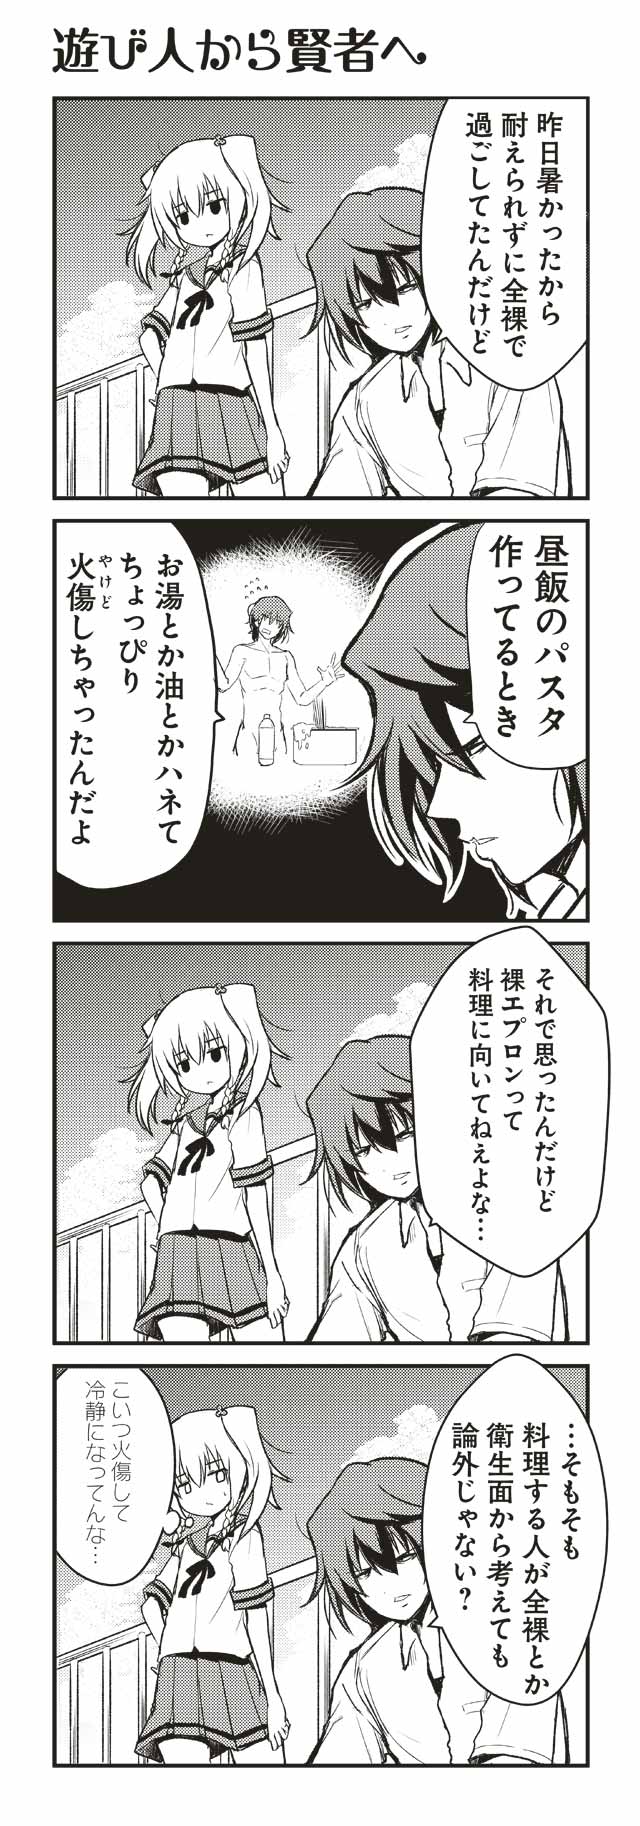 遊び人から賢者へ
昨日暑かったから
耐えられずに全裸で
過ごしてたんだけど
昼飯のパスタ
作ってるとき
お湯とか油とかハネて
ちょっぴり
火傷しちゃったんだよ
やけど
それで思ったんだけど
裸エプロンって
料理に向いてねえよな…
…そもそも
料理する人が全裸とか
衛生面から考えても
論外じゃない?
こいつ火傷して
冷静になってんな…